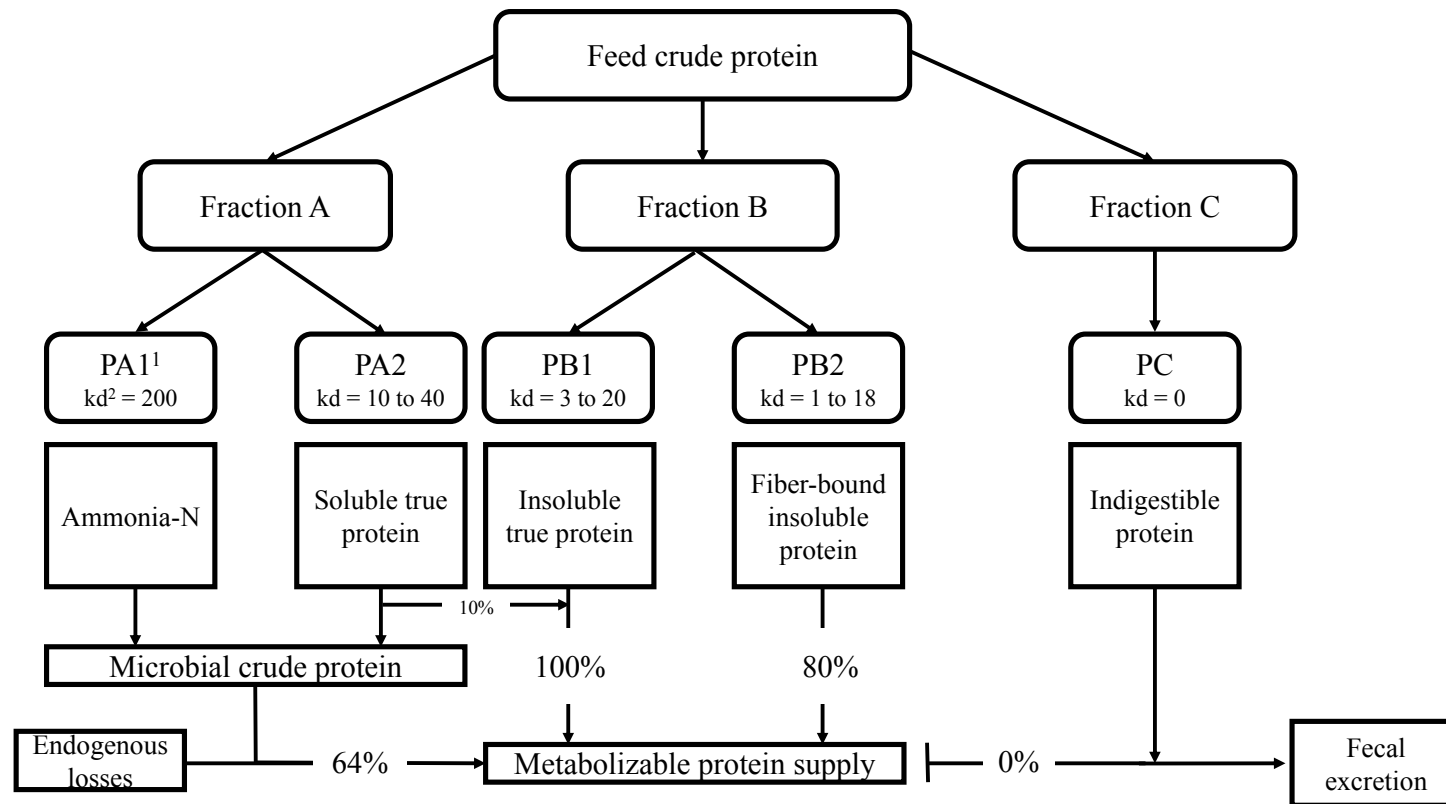 Feed crude protein
Fraction A
Fraction B
Fraction C
PA1¹
kd² = 200
PA2
kd = 10 to 40
PB1
kd = 3 to 20
PB2
kd = 1 to 18
PC
kd = 0
Ammonia-N
Soluble true
protein
Insoluble
true protein
Fiber-bound
insoluble
protein
Indigestible
protein
10%
Microbial crude protein
100%
80%
Endogenous
losses
64%
Metabolizable protein supply
0%
Fecal
excretion